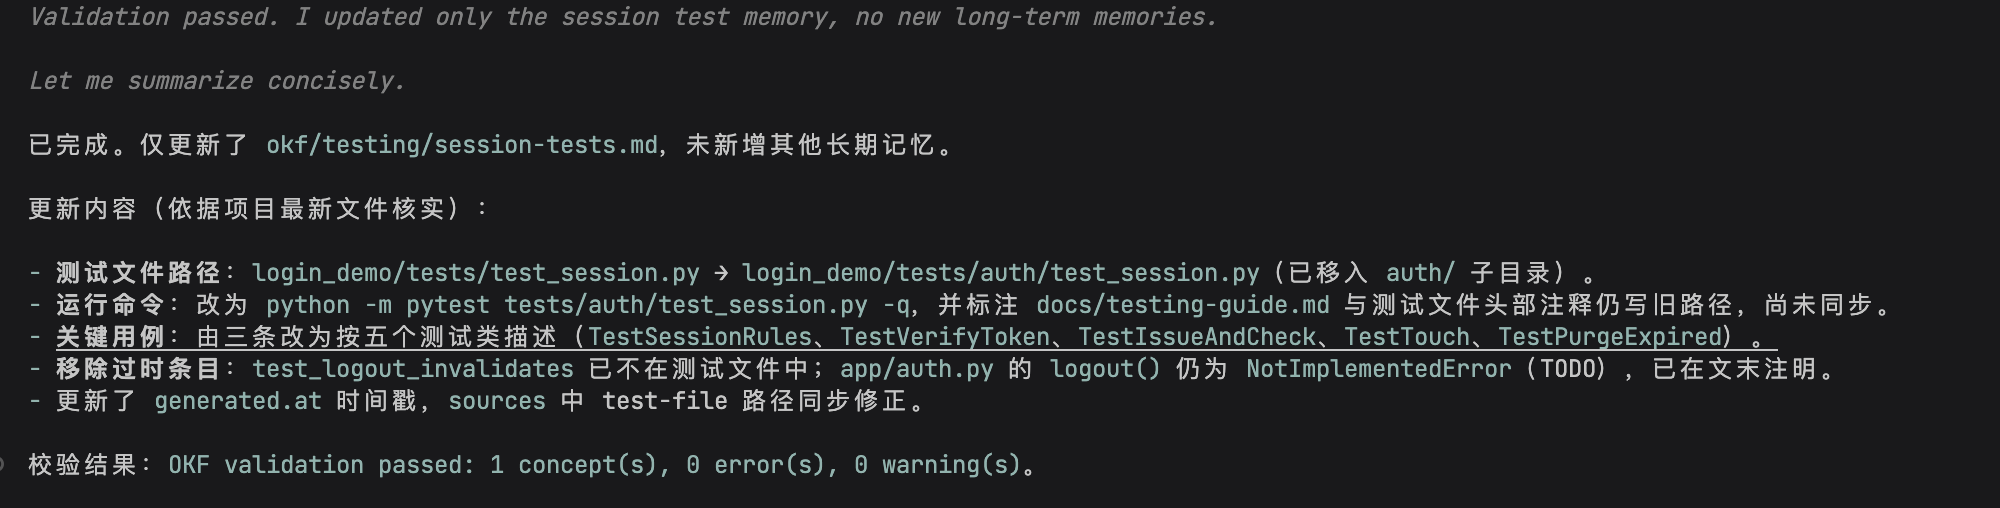 Validation passed. I updated only the session test memory, no new long-term memories.
Let me summarize concisely.
已完成。仅更新了 okf/testing/session-tests.md，未新增其他长期记忆。
更新内容（依据项目最新文件核实）：
- 测试文件路径：login_demo/tests/test_session.py → login_demo/tests/auth/test_session.py（已移入 auth/ 子目录）。
- 运行命令：改为 python -m pytest tests/auth/test_session.py -q，并标注 docs/testing-guide.md 与测试文件头部注释仍写旧路径，尚未同步。
- 关键用例：由三条改为按五个测试类描述（TestSessionRules、TestVerifyToken、TestIssueAndCheck、TestTouch、TestPurgeExpired）。
- 移除过时条目：test_logout_invalidates 已不在测试文件中；app/auth.py 的 logout() 仍为 NotImplementedError（TODO），已在文末注明。
- 更新了 generated.at 时间戳，sources 中 test-file 路径同步修正。
校验结果：OKF validation passed: 1 concept(s), 0 error(s), 0 warning(s)。